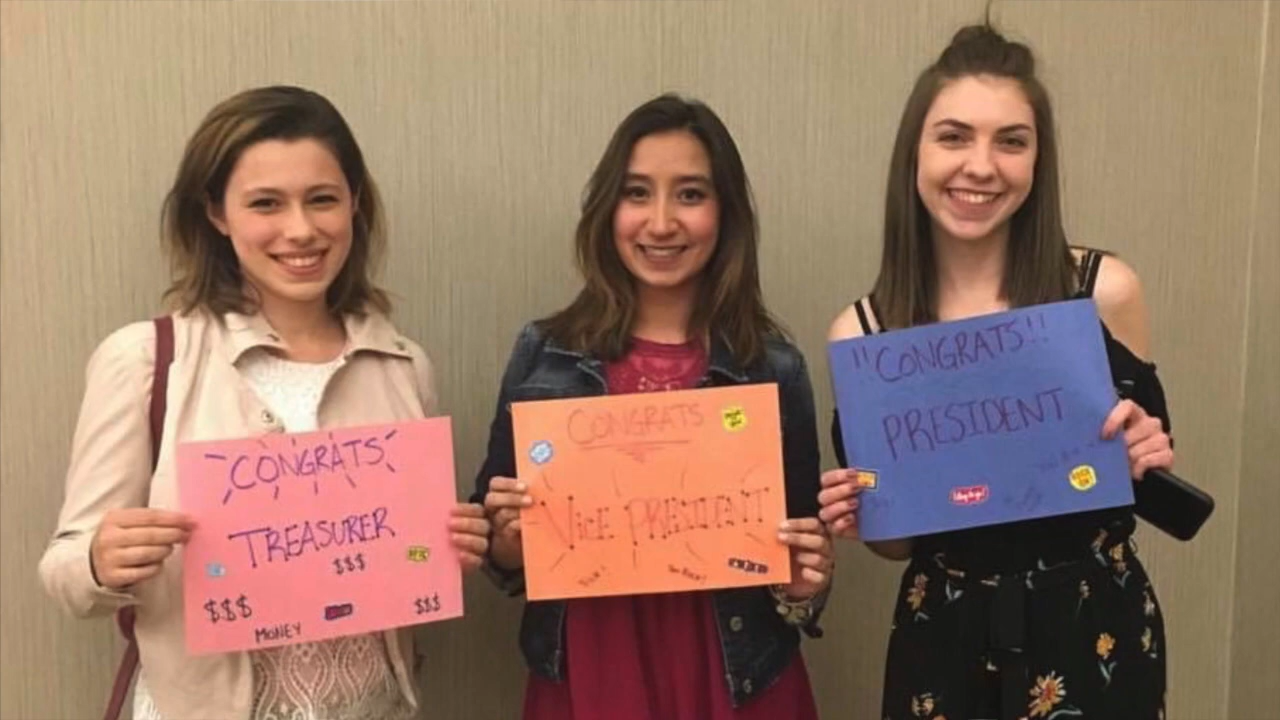 CONGRATS
TREASURER
$$$
$$$
$$$
MONEY
CONGRATS
VICE PRESIDENT
"CONGRATS!!
PRESIDENT